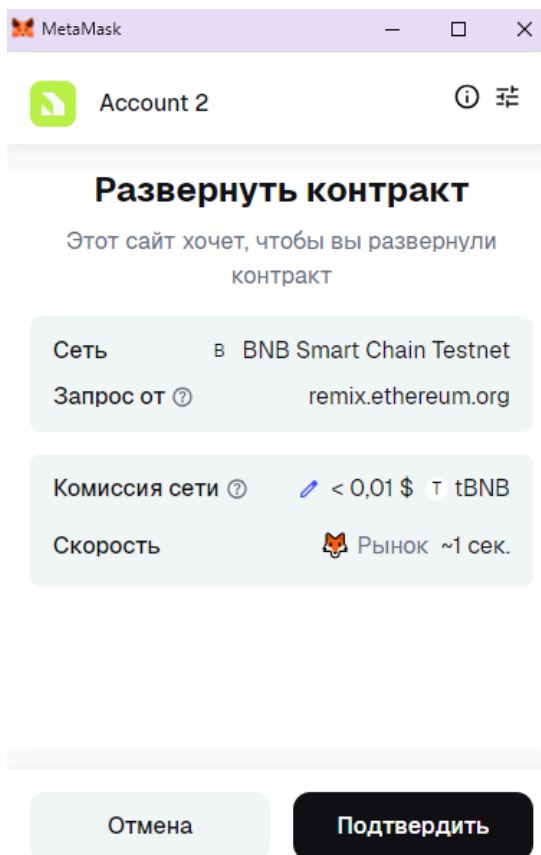 MetaMask
Account 2
Развернуть контракт
Этот сайт хочет, чтобы вы развернули
контракт
Сеть B BNB Smart Chain Testnet
Запрос от remix.ethereum.org
Комиссия сети < 0,01 $ T tBNB
Скорость Рынок ~1 сек.
Отмена Подтвердить